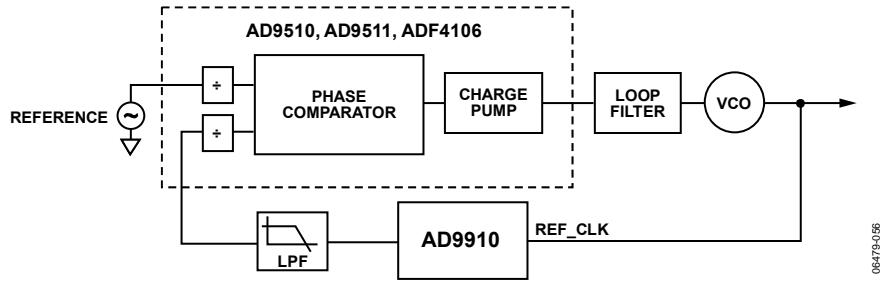 AD9510, AD9511, ADF4106
REFERENCE
~
÷
÷
PHASE
COMPARATOR
CHARGE
PUMP
LOOP
FILTER
VCO
LPF
AD9910
REF_CLK
06479-056